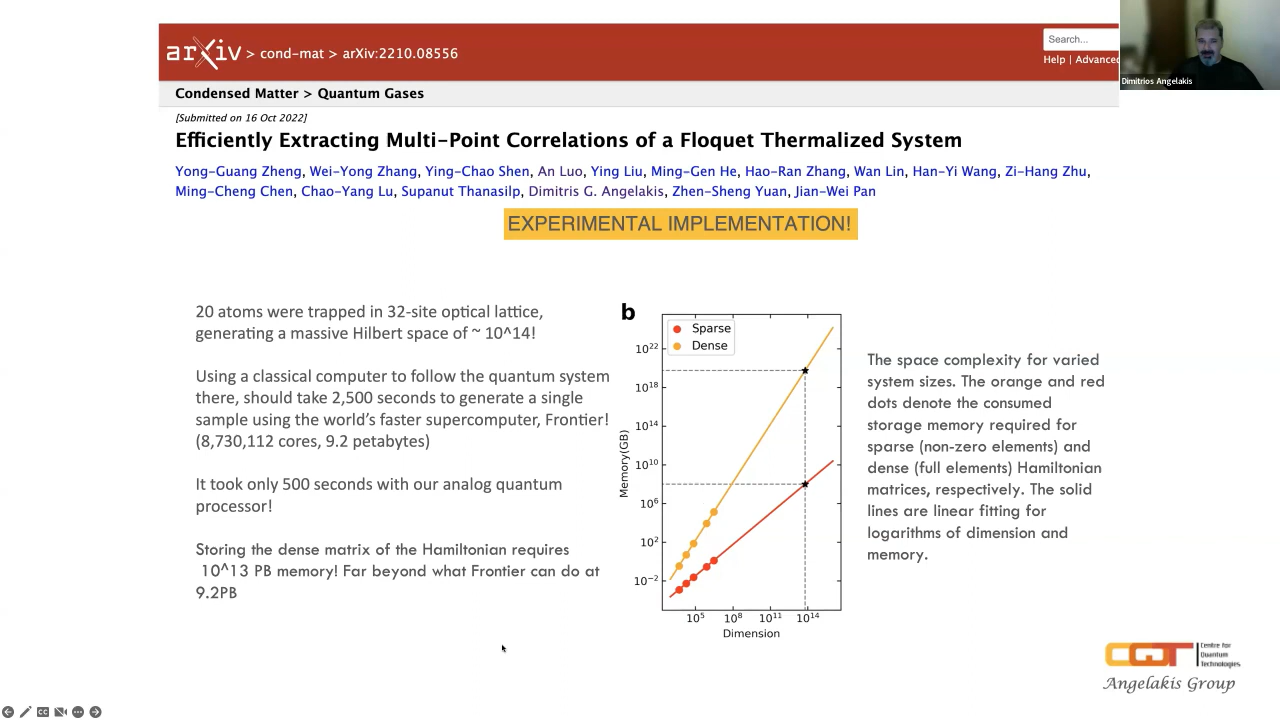 arXiv > cond-mat > arXiv:2210.08556
Search...
Help | Advanced
Dimitrios Angelakis
Condensed Matter > Quantum Gases
[Submitted on 16 Oct 2022]
Efficiently Extracting Multi-Point Correlations of a Floquet Thermalized System
Yong-Guang Zheng, Wei-Yong Zhang, Ying-Chao Shen, An Luo, Ying Liu, Ming-Gen He, Hao-Ran Zhang, Wan Lin, Han-Yi Wang, Zi-Hang Zhu,
Ming-Cheng Chen, Chao-Yang Lu, Supanut Thanasilp, Dimitris G. Angelakis, Zhen-Sheng Yuan, Jian-Wei Pan
EXPERIMENTAL IMPLEMENTATION!
20 atoms were trapped in 32-site optical lattice,
generating a massive Hilbert space of ~ 10^14!
Using a classical computer to follow the quantum system
there, should take 2,500 seconds to generate a single
sample using the world's faster supercomputer, Frontier!
(8,730,112 cores, 9.2 petabytes)
It took only 500 seconds with our analog quantum
processor!
Storing the dense matrix of the Hamiltonian requires
10^13 PB memory! Far beyond what Frontier can do at
9.2PB
b
Sparse
Dense
10²²
10¹⁸
10¹⁴
10¹⁰
10⁶
10²
10⁻²
Memory(GB)
10⁵ 10⁸ 10¹¹ 10¹⁴
Dimension
The space complexity for varied
system sizes. The orange and red
dots denote the consumed
storage memory required for
sparse (non-zero elements) and
dense (full elements) Hamiltonian
matrices, respectively. The solid
lines are linear fitting for
logarithms of dimension and
memory.
CQT
Centre for
Quantum
Technologies
Angelakis Group